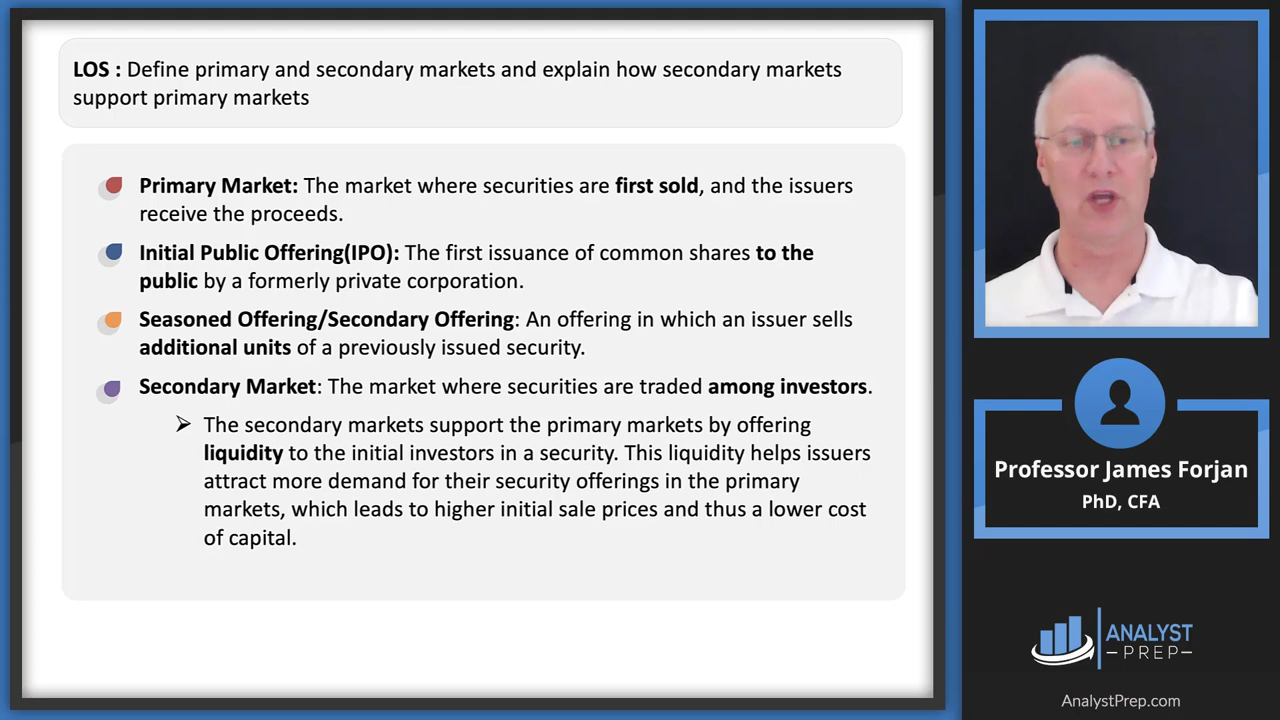 LOS : Define primary and secondary markets and explain how secondary markets
support primary markets
Primary Market: The market where securities are first sold, and the issuers
receive the proceeds.
Initial Public Offering(IPO): The first issuance of common shares to the
public by a formerly private corporation.
Seasoned Offering/Secondary Offering: An offering in which an issuer sells
additional units of a previously issued security.
Secondary Market: The market where securities are traded among investors.
The secondary markets support the primary markets by offering
liquidity to the initial investors in a security. This liquidity helps issuers
attract more demand for their security offerings in the primary
markets, which leads to higher initial sale prices and thus a lower cost
of capital.
Professor James Forjan
PhD, CFA
ANALYST
PREP
AnalystPrep.com